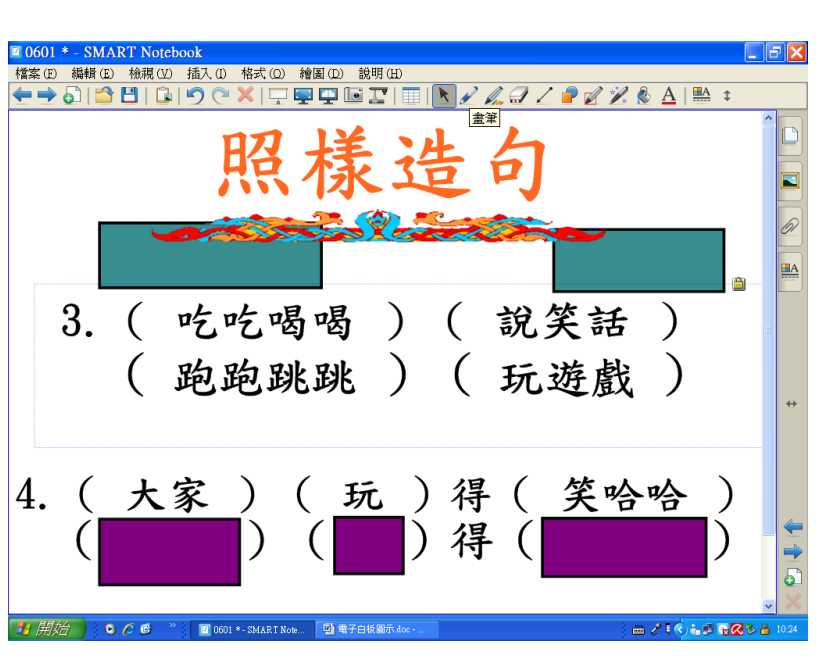 0601 * - SMART Notebook
檔案(F) 編輯(E) 檢視(V) 插入(I) 格式(O) 繪圖(D) 說明(H)
畫筆
照樣造句
3. ( 吃吃喝喝 ) ( 說笑話 )
( 跑跑跳跳 ) ( 玩遊戲 )
4. ( 大家 ) ( 玩 ) 得 ( 笑哈哈 )
( ) ( ) 得 ( )
開始 0601 * - SMART Note... 電子白板圖示.doc - ... 10:24